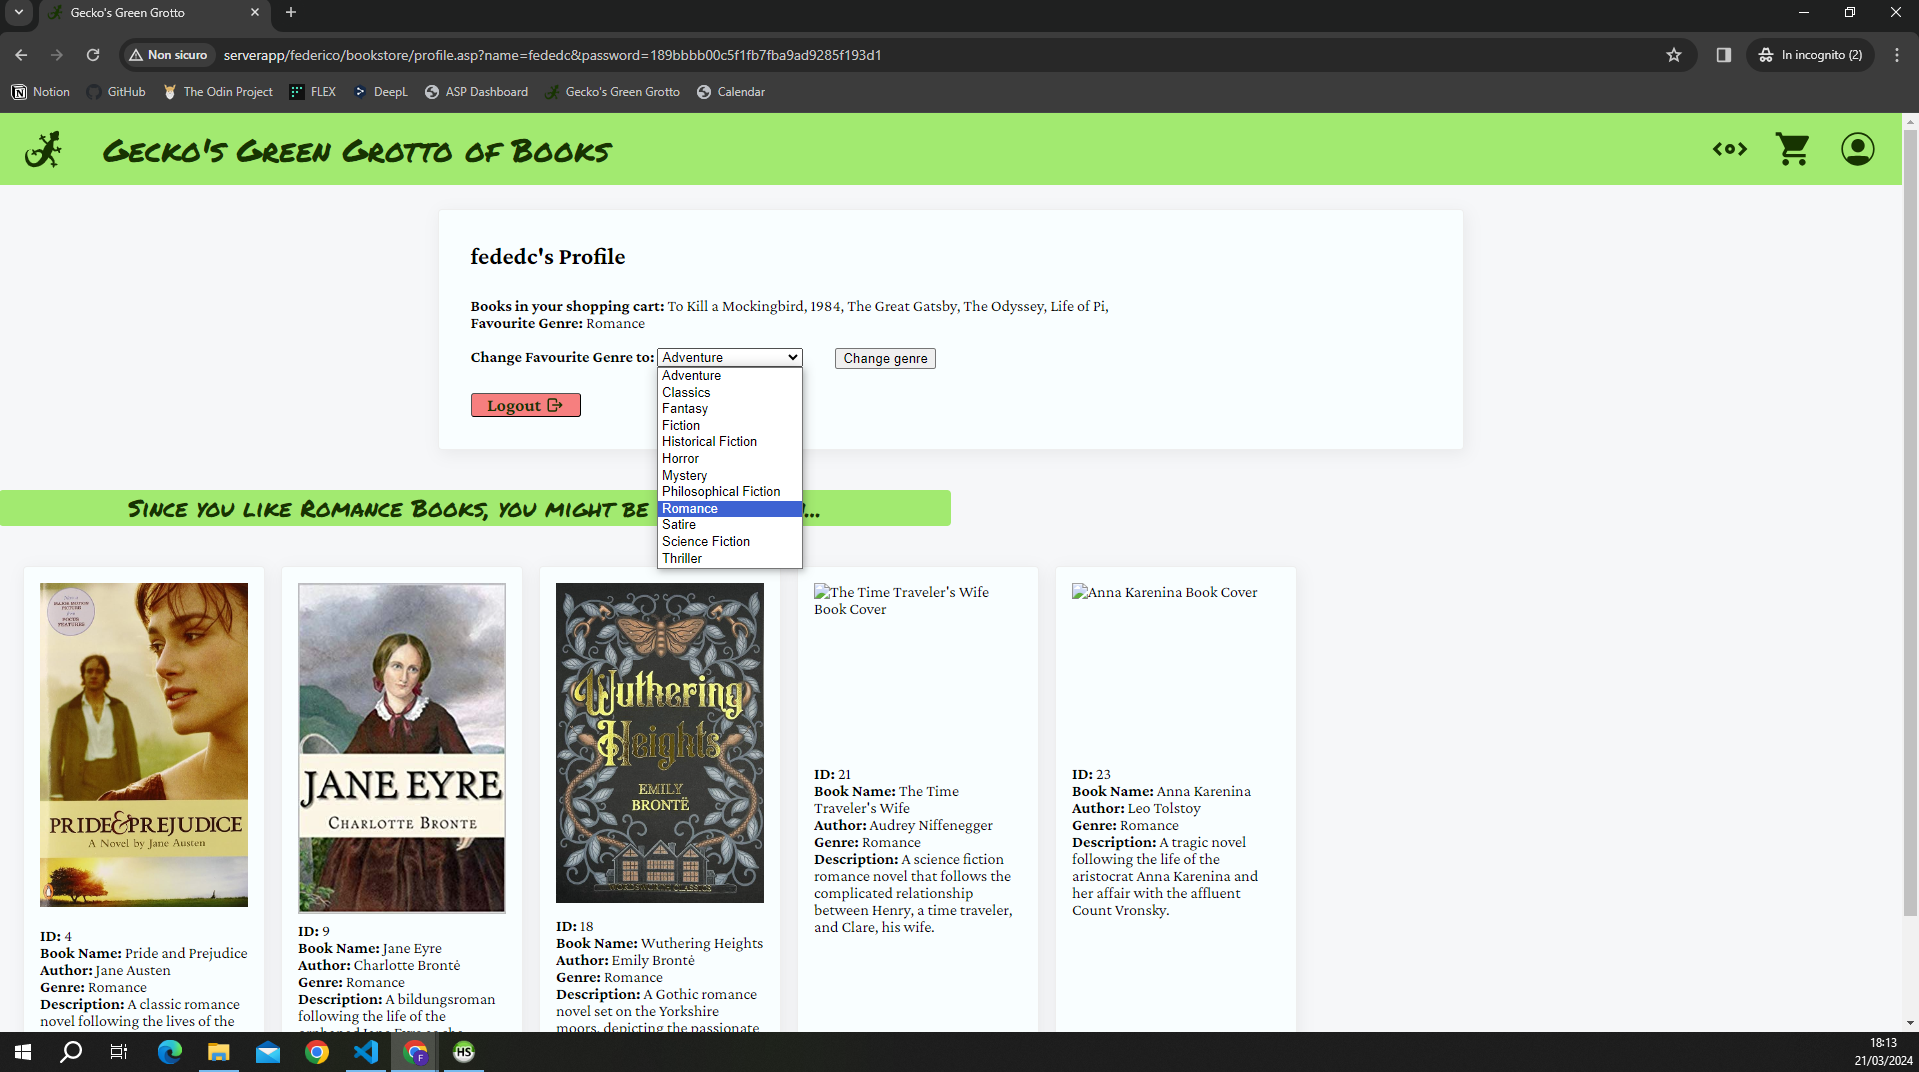 Gecko's Green Grotto
Non sicuro
serverapp/federico/bookstore/profile.asp?name=fededc&password=189bbbb00c5f1fb7fba9ad9285f193d1
In incognito (2)
Notion
GitHub
The Odin Project
FLEX
DeepL
ASP Dashboard
Gecko's Green Grotto
Calendar
Gecko's Green Grotto of Books
fededc's Profile
Books in your shopping cart: To Kill a Mockingbird, 1984, The Great Gatsby, The Odyssey, Life of Pi,
Favourite Genre: Romance
Change Favourite Genre to: Adventure
Change genre
Adventure
Classics
Fantasy
Fiction
Historical Fiction
Horror
Mystery
Philosophical Fiction
Romance
Satire
Science Fiction
Thriller
Logout
Since you like Romance Books, you might be
PRIDE & PREJUDICE
A Novel by Jane Austen
ID: 4
Book Name: Pride and Prejudice
Author: Jane Austen
Genre: Romance
Description: A classic romance
novel following the lives of the
JANE EYRE
CHARLOTTE BRONTE
ID: 9
Book Name: Jane Eyre
Author: Charlotte Brontë
Genre: Romance
Description: A bildungsroman
following the life of the
orphaned Jane Eyre as she
Wuthering
Heights
EMILY
BRONTË
WORDSWORTH CLASSICS
ID: 18
Book Name: Wuthering Heights
Author: Emily Brontë
Genre: Romance
Description: A Gothic romance
novel set on the Yorkshire
moors, depicting the passionate
The Time Traveler's Wife
Book Cover
ID: 21
Book Name: The Time
Traveler's Wife
Author: Audrey Niffenegger
Genre: Romance
Description: A science fiction
romance novel that follows the
complicated relationship
between Henry, a time traveler,
and Clare, his wife.
Anna Karenina Book Cover
ID: 23
Book Name: Anna Karenina
Author: Leo Tolstoy
Genre: Romance
Description: A tragic novel
following the life of the
aristocrat Anna Karenina and
her affair with the affluent
Count Vronsky.
F
HS
18:13
21/03/2024